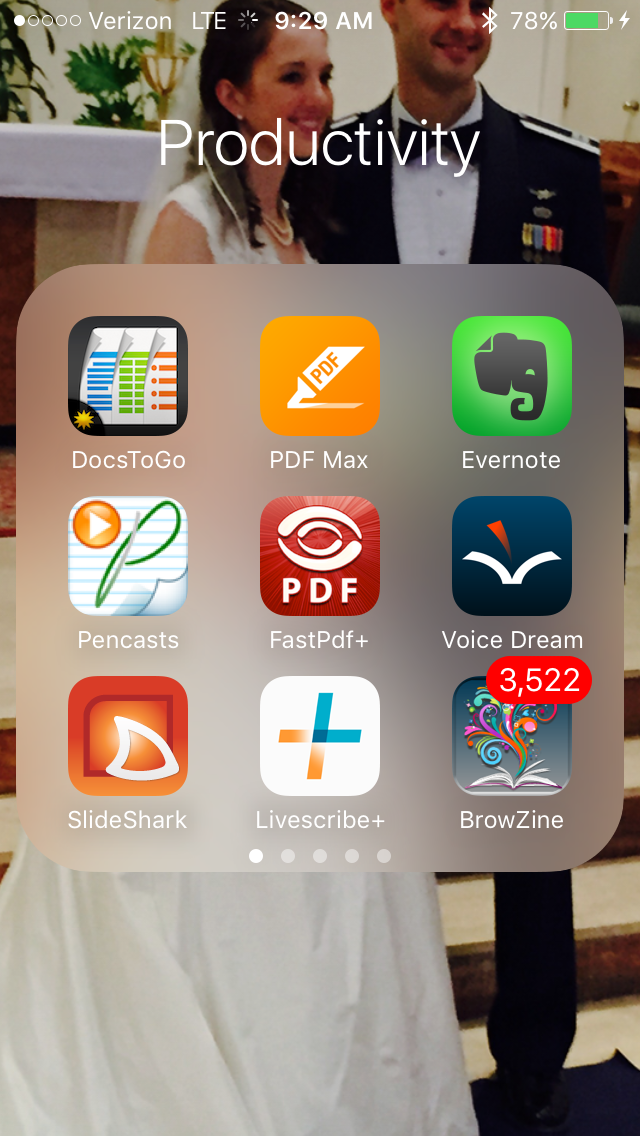 Verizon LTE 9:29 AM 78%
Productivity
DocsToGo PDF Max Evernote
PDF
Pencasts FastPdf+ Voice Dream
PDF
3,522
SlideShark Livescribe+ BrowZine